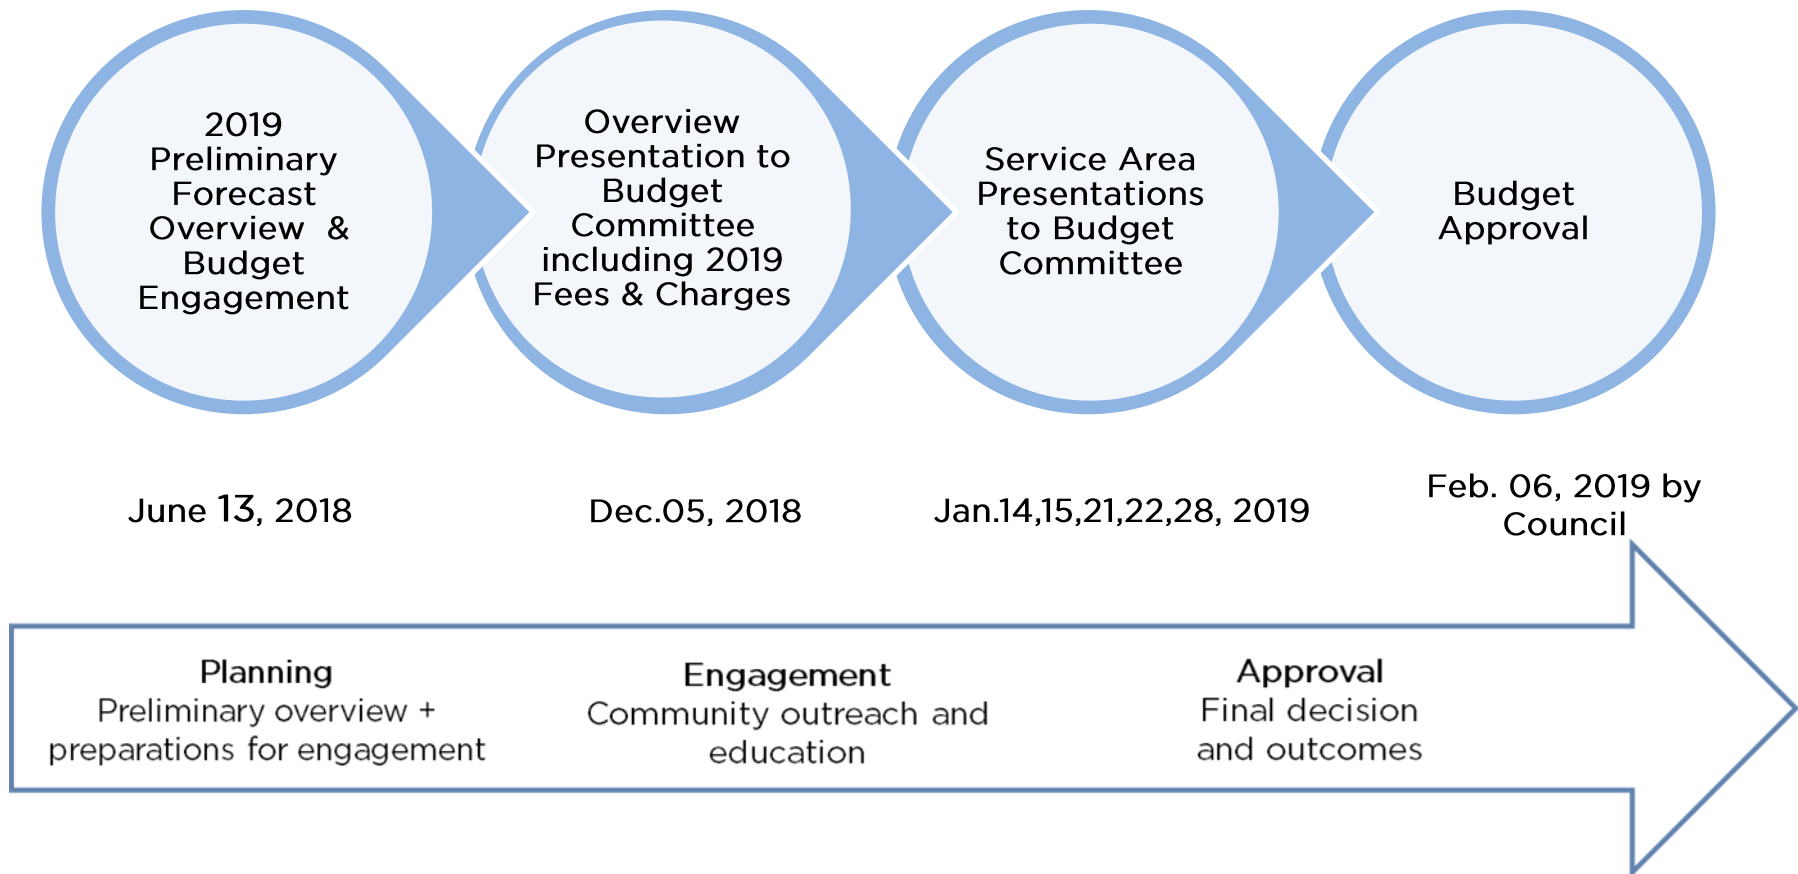 2019
Preliminary
Forecast
Overview & 
Budget
Engagement
Overview
Presentation to
Budget
Committee
including 2019
Fees & Charges
Service Area
Presentations
to Budget
Committee
Budget
Approval
June 13, 2018
Dec.05, 2018
Jan.14,15,21,22,28, 2019
Feb. 06, 2019 by
Council
Planning
Preliminary overview +
preparations for engagement
Engagement
Community outreach and
education
Approval
Final decision
and outcomes